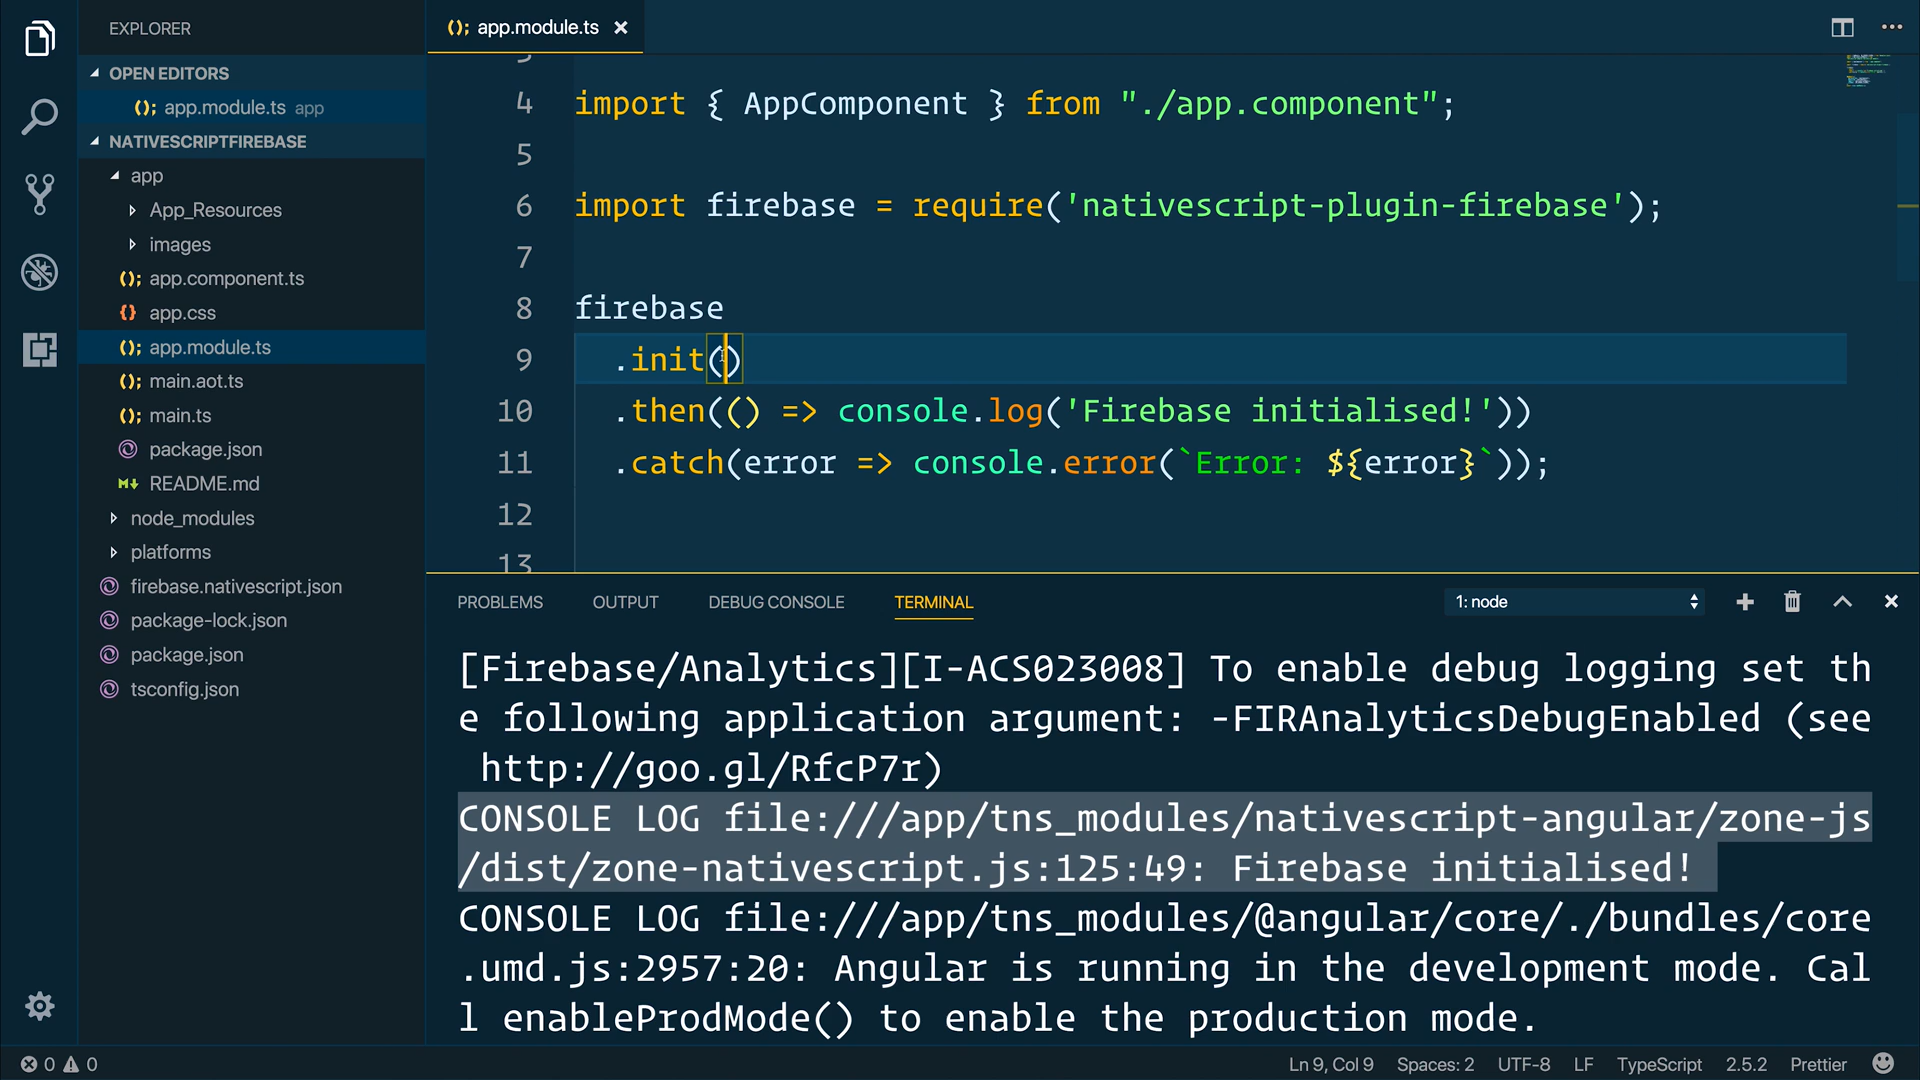 EXPLORER
OPEN EDITORS
app.module.ts app
NATIVESCRIPTFIREBASE
app
App_Resources
images
app.component.ts
app.css
app.module.ts
main.aot.ts
main.ts
package.json
README.md
node_modules
platforms
firebase.nativescript.json
package-lock.json
package.json
tsconfig.json
app.module.ts
3
4 import { AppComponent } from "./app.component";
5
6 import firebase = require('nativescript-plugin-firebase');
7
8 firebase
9 .init()
10 .then(() => console.log('Firebase initialised!'))
11 .catch(error => console.error(`Error: ${error}`));
12
13
PROBLEMS OUTPUT DEBUG CONSOLE TERMINAL 1: node
[Firebase/Analytics][I-ACS023008] To enable debug logging set th
e following application argument: -FIRAnalyticsDebugEnabled (see
http://goo.gl/RfcP7r)
CONSOLE LOG file:///app/tns_modules/nativescript-angular/zone-js
/dist/zone-nativescript.js:125:49: Firebase initialised!
CONSOLE LOG file:///app/tns_modules/@angular/core/./bundles/core
.umd.js:2957:20: Angular is running in the development mode. Cal
l enableProdMode() to enable the production mode.
0 0 Ln 9, Col 9 Spaces: 2 UTF-8 LF TypeScript 2.5.2 Prettier